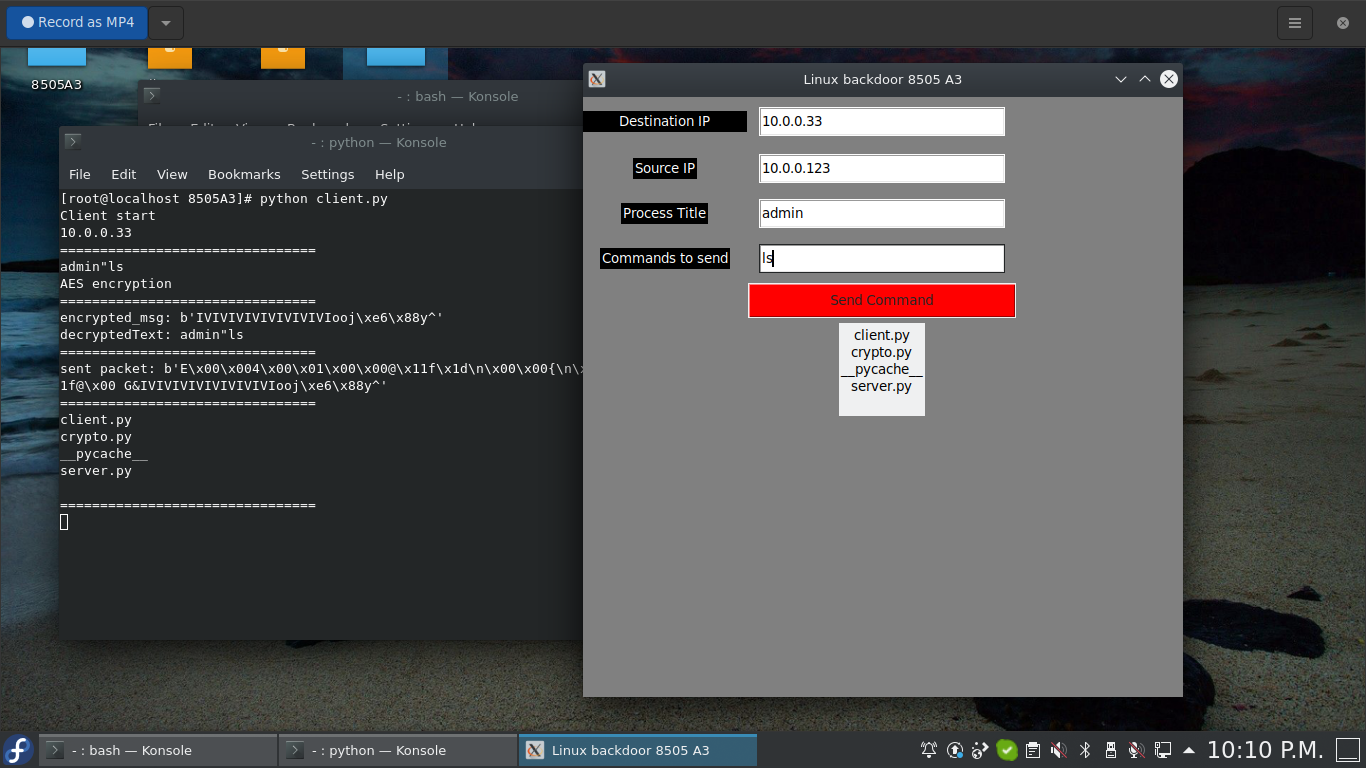 Record as MP4
8505A3
- : bash — Konsole
- : python — Konsole
File Edit View Bookmarks Settings Help
[root@localhost 8505A3]# python client.py
Client start
10.0.0.33
================================
admin"ls
AES encryption
================================
encrypted_msg: b'IVIVIVIVIVIVIVIVIooj\xe6\x88y^'
decryptedText: admin"ls
================================
sent packet: b'E\x00\x004\x00\x01\x00\x00@\x11f\x1d\n\x00\x00{\n\
1f@\x00 G&IVIVIVIVIVIVIVIVIooj\xe6\x88y^'
================================
client.py
crypto.py
__pycache__
server.py
================================
Linux backdoor 8505 A3
Destination IP 10.0.0.33
Source IP 10.0.0.123
Process Title admin
Commands to send ls
Send Command
client.py
crypto.py
__pycache__
server.py
- : bash — Konsole
- : python — Konsole
Linux backdoor 8505 A3
10:10 P.M.